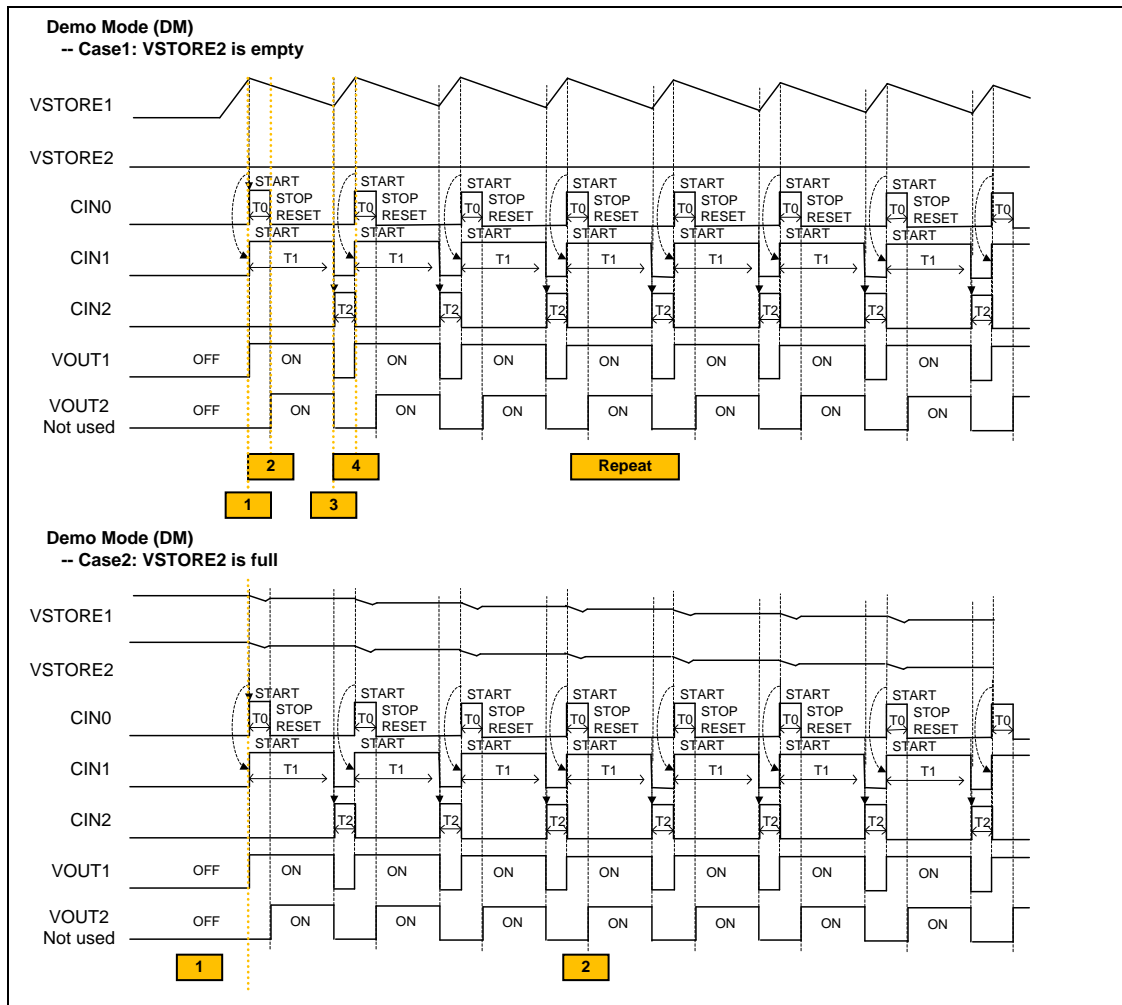 Demo Mode (DM)
-- Case1: VSTORE2 is empty
VSTORE1
VSTORE2
START START START START START START START
CIN0 T0 STOP T0 STOP T0 STOP T0 STOP T0 STOP T0 STOP T0 STOP T0
RESET RESET RESET RESET RESET RESET RESET
START START START START START START START
CIN1 T1 T1 T1 T1 T1 T1 T1
CIN2 T2 T2 T2 T2 T2 T2 T2
VOUT1 OFF ON ON ON ON ON ON ON
VOUT2 OFF ON ON ON ON ON ON ON
Not used
2 4 Repeat
1 3
Demo Mode (DM)
-- Case2: VSTORE2 is full
VSTORE1
VSTORE2
START START START START START START START
CIN0 T0 STOP T0 STOP T0 STOP T0 STOP T0 STOP T0 STOP T0 STOP T0
RESET RESET RESET RESET RESET RESET RESET
START START START START START START START
CIN1 T1 T1 T1 T1 T1 T1 T1
CIN2 T2 T2 T2 T2 T2 T2 T2
VOUT1 OFF ON ON ON ON ON ON ON
VOUT2 OFF ON ON ON ON ON ON ON
Not used
1 2